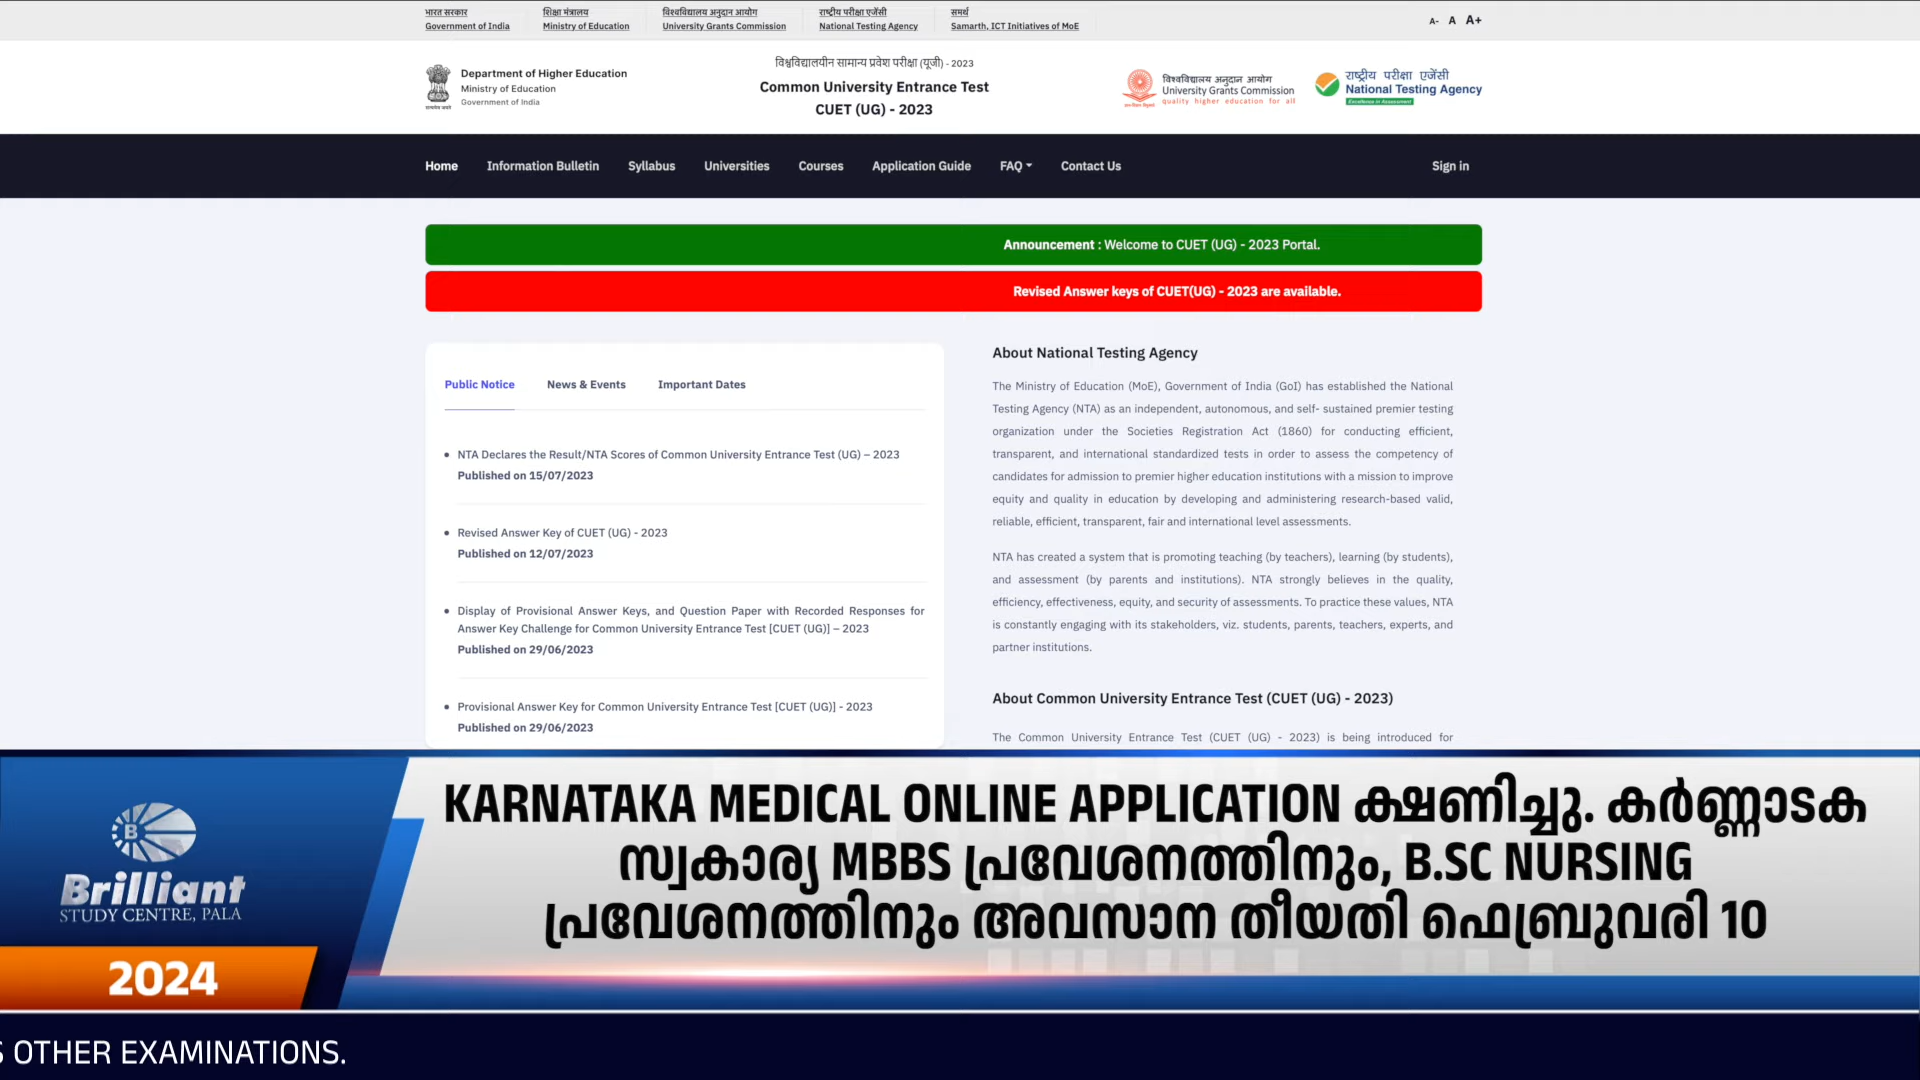 भारत सरकार
Government of India
शिक्षा मंत्रालय
Ministry of Education
विश्वविद्यालय अनुदान आयोग
University Grants Commission
राष्ट्रीय परीक्षा एजेंसी
National Testing Agency
समर्थ
Samarth, ICT Initiatives of MoE
A- A A+
Department of Higher Education
Ministry of Education
Government of India
विश्वविद्यालयीन सामान्य प्रवेश परीक्षा (यूजी) - 2023
Common University Entrance Test
CUET (UG) - 2023
विश्वविद्यालय अनुदान आयोग
University Grants Commission
quality higher education for all
राष्ट्रीय परीक्षा एजेंसी
National Testing Agency
Excellence in Assessment
Home Information Bulletin Syllabus Universities Courses Application Guide FAQ Contact Us Sign in
Announcement : Welcome to CUET (UG) - 2023 Portal.
Revised Answer keys of CUET(UG) - 2023 are available.
Public Notice News & Events Important Dates
NTA Declares the Result/NTA Scores of Common University Entrance Test (UG) – 2023
Published on 15/07/2023
Revised Answer Key of CUET (UG) - 2023
Published on 12/07/2023
Display of Provisional Answer Keys, and Question Paper with Recorded Responses for
Answer Key Challenge for Common University Entrance Test [CUET (UG)] – 2023
Published on 29/06/2023
Provisional Answer Key for Common University Entrance Test [CUET (UG)] - 2023
Published on 29/06/2023
About National Testing Agency
The Ministry of Education (MoE), Government of India (GoI) has established the National
Testing Agency (NTA) as an independent, autonomous, and self- sustained premier testing
organization under the Societies Registration Act (1860) for conducting efficient,
transparent, and international standardized tests in order to assess the competency of
candidates for admission to premier higher education institutions with a mission to improve
equity and quality in education by developing and administering research-based valid,
reliable, efficient, transparent, fair and international level assessments.
NTA has created a system that is promoting teaching (by teachers), learning (by students),
and assessment (by parents and institutions). NTA strongly believes in the quality,
efficiency, effectiveness, equity, and security of assessments. To practice these values, NTA
is constantly engaging with its stakeholders, viz. students, parents, teachers, experts, and
partner institutions.
About Common University Entrance Test (CUET (UG) - 2023)
The Common University Entrance Test (CUET (UG) - 2023) is being introduced for
KARNATAKA MEDICAL ONLINE APPLICATION ക്ഷണിച്ചു. കർണ്ണാടക
സ്വകാര്യ MBBS പ്രവേശനത്തിനും, B.SC NURSING
പ്രവേശനത്തിനും അവസാന തീയതി ഫെബ്രുവരി 10
B
Brilliant
STUDY CENTRE, PALA
2024
S OTHER EXAMINATIONS.